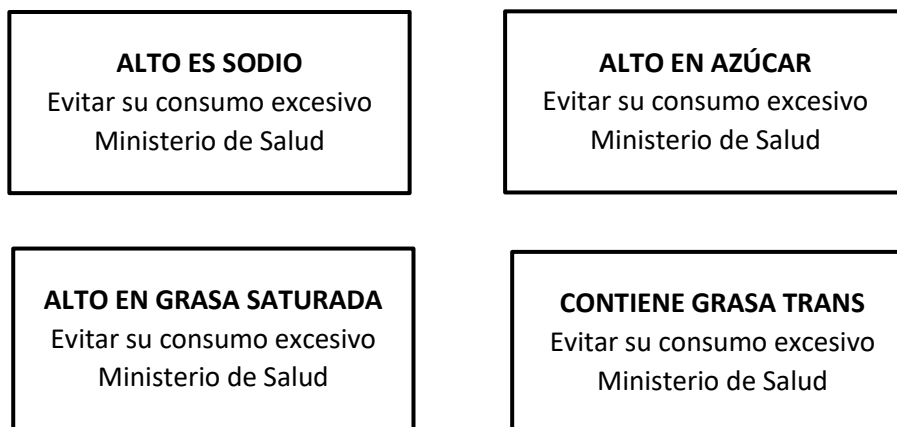 ALTO ES SODIO
Evitar su consumo excesivo
Ministerio de Salud
ALTO EN AZÚCAR
Evitar su consumo excesivo
Ministerio de Salud
ALTO EN GRASA SATURADA
Evitar su consumo excesivo
Ministerio de Salud
CONTIENE GRASA TRANS
Evitar su consumo excesivo
Ministerio de Salud